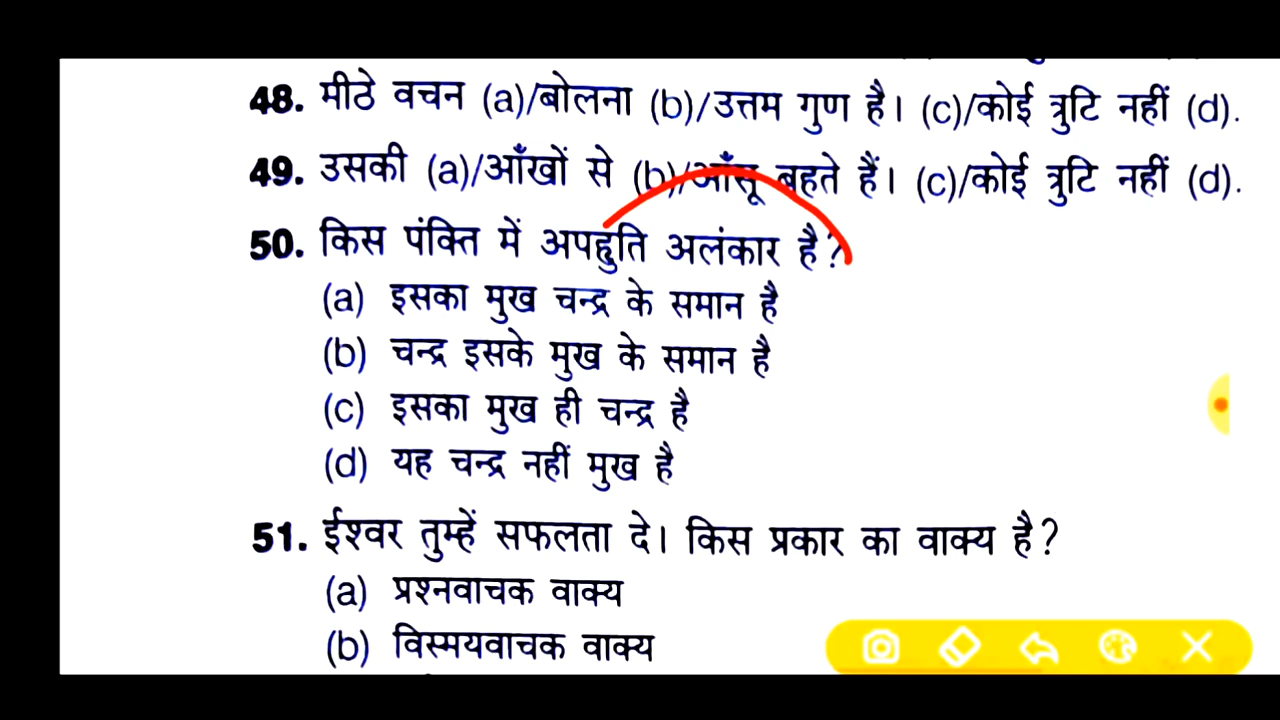 48. मीठे वचन (a)/बोलना (b)/उत्तम गुण है। (c)/कोई त्रुटि नहीं (d).
49. उसकी (a)/आँखों से (b)/आँसू बहते हैं। (c)/कोई त्रुटि नहीं (d).
50. किस पंक्ति में अपह्नुति अलंकार है?
(a) इसका मुख चन्द्र के समान है
(b) चन्द्र इसके मुख के समान है
(c) इसका मुख ही चन्द्र है
(d) यह चन्द्र नहीं मुख है
51. ईश्वर तुम्हें सफलता दे। किस प्रकार का वाक्य है?
(a) प्रश्नवाचक वाक्य
(b) विस्मयवाचक वाक्य